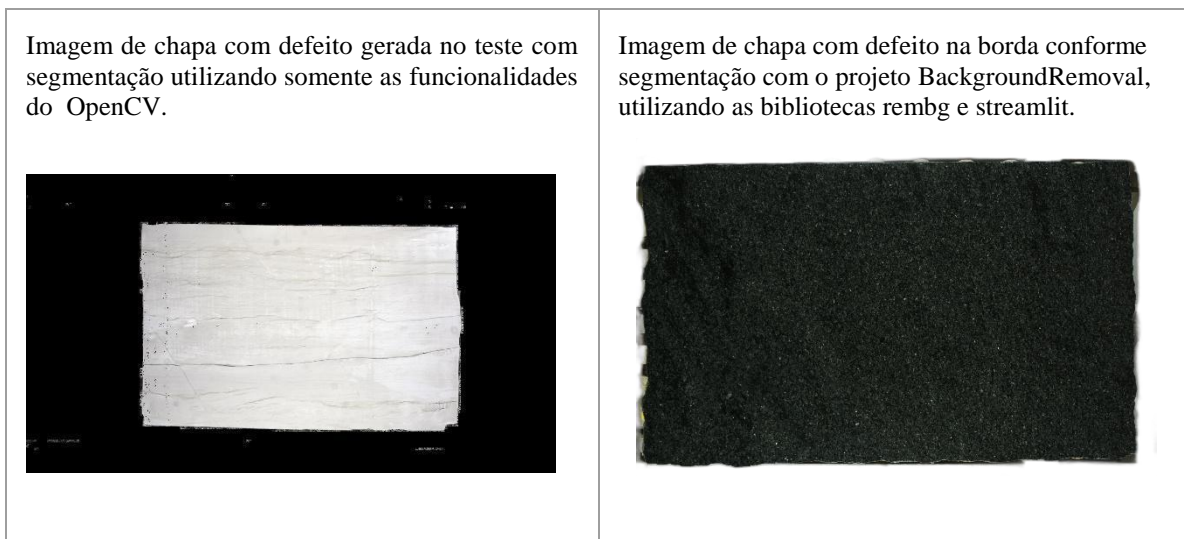 Imagem de chapa com defeito gerada no teste com
segmentação utilizando somente as funcionalidades
do OpenCV.
Imagem de chapa com defeito na borda conforme
segmentação com o projeto BackgroundRemoval,
utilizando as bibliotecas rembg e streamlit.